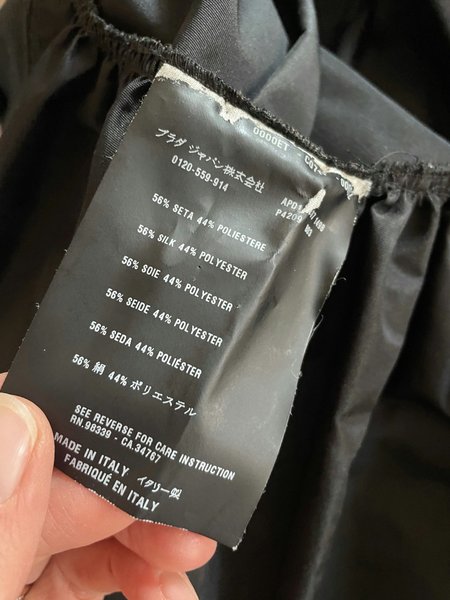 プラダ ジャパン株式会社
0120-559-914
56% SETA 44% POLIESTERE
56% SILK 44% POLYESTER
56% SOIE 44% POLYESTER
56% SEIDE 44% POLYESTER
56% SEDA 44% POLIÉSTER
56% 絹 44% ポリエステル
SEE REVERSE FOR CARE INSTRUCTION
RN.98339 - CA.34767
MADE IN ITALY イタリー製
FABRIQUÉ EN ITALY